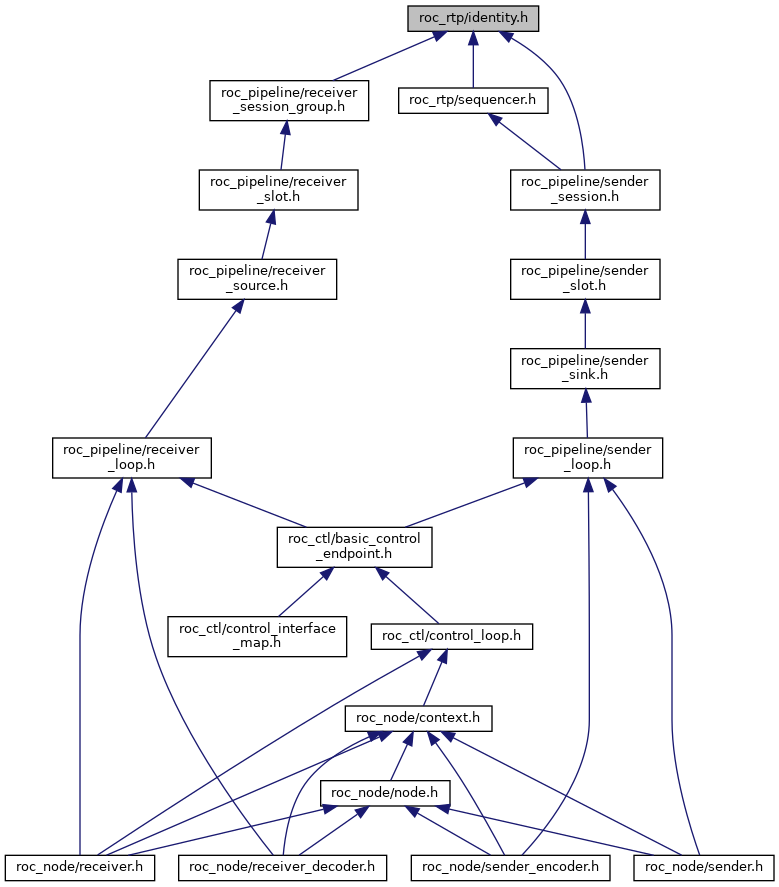 roc_rtp/identity.h
roc_pipeline/receiver
_session_group.h
roc_rtp/sequencer.h
roc_pipeline/receiver
_slot.h
roc_pipeline/sender
_session.h
roc_pipeline/receiver
_source.h
roc_pipeline/sender
_slot.h
roc_pipeline/sender
_sink.h
roc_pipeline/receiver
_loop.h
roc_pipeline/sender
_loop.h
roc_ctl/basic_control
_endpoint.h
roc_ctl/control_interface
_map.h
roc_ctl/control_loop.h
roc_node/context.h
roc_node/node.h
roc_node/receiver.h
roc_node/receiver_decoder.h
roc_node/sender_encoder.h
roc_node/sender.h